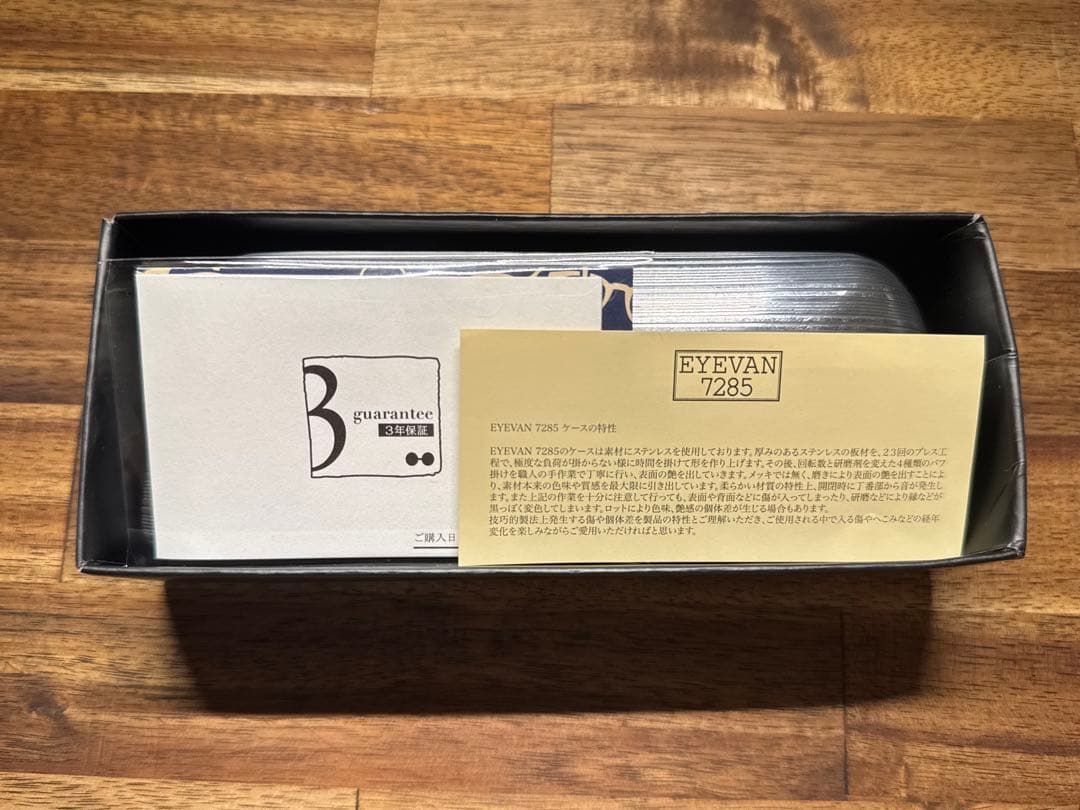 3
guarantee
3年保証
ご購入日
EYEVAN
7285
EYEVAN 7285 ケースの特性
EYEVAN 7285のケースは素材にステンレスを使用しております。厚みのあるステンレスの板材を、23回のプレス工
程で、極度な負荷が掛からない様に時間を掛けて形を作り上げます。その後、回転数と研磨剤を変えた4種類のバフ
掛けを職人の手作業で丁寧に行い、表面の艶を出していきます。メッキでは無く、磨きにより表面の艶を出すことによ
り、素材本来の色味や質感を最大限に引き出しています。柔らかい材質の特性上、開閉時に丁番部から音が発生し
ます。また上記の作業を十分に注意して行っても、表面や背面などに傷が入ってしまったり、研磨などにより縁などが
黒っぽく変色してしまいます。ロットにより色味、艶感の個体差が生じる場合もあります。
技巧的製法上発生する傷や個体差を製品の特性とご理解いただき、ご使用される中で入る傷やへこみなどの経年
変化を楽しみながらご愛用いただければと思います。